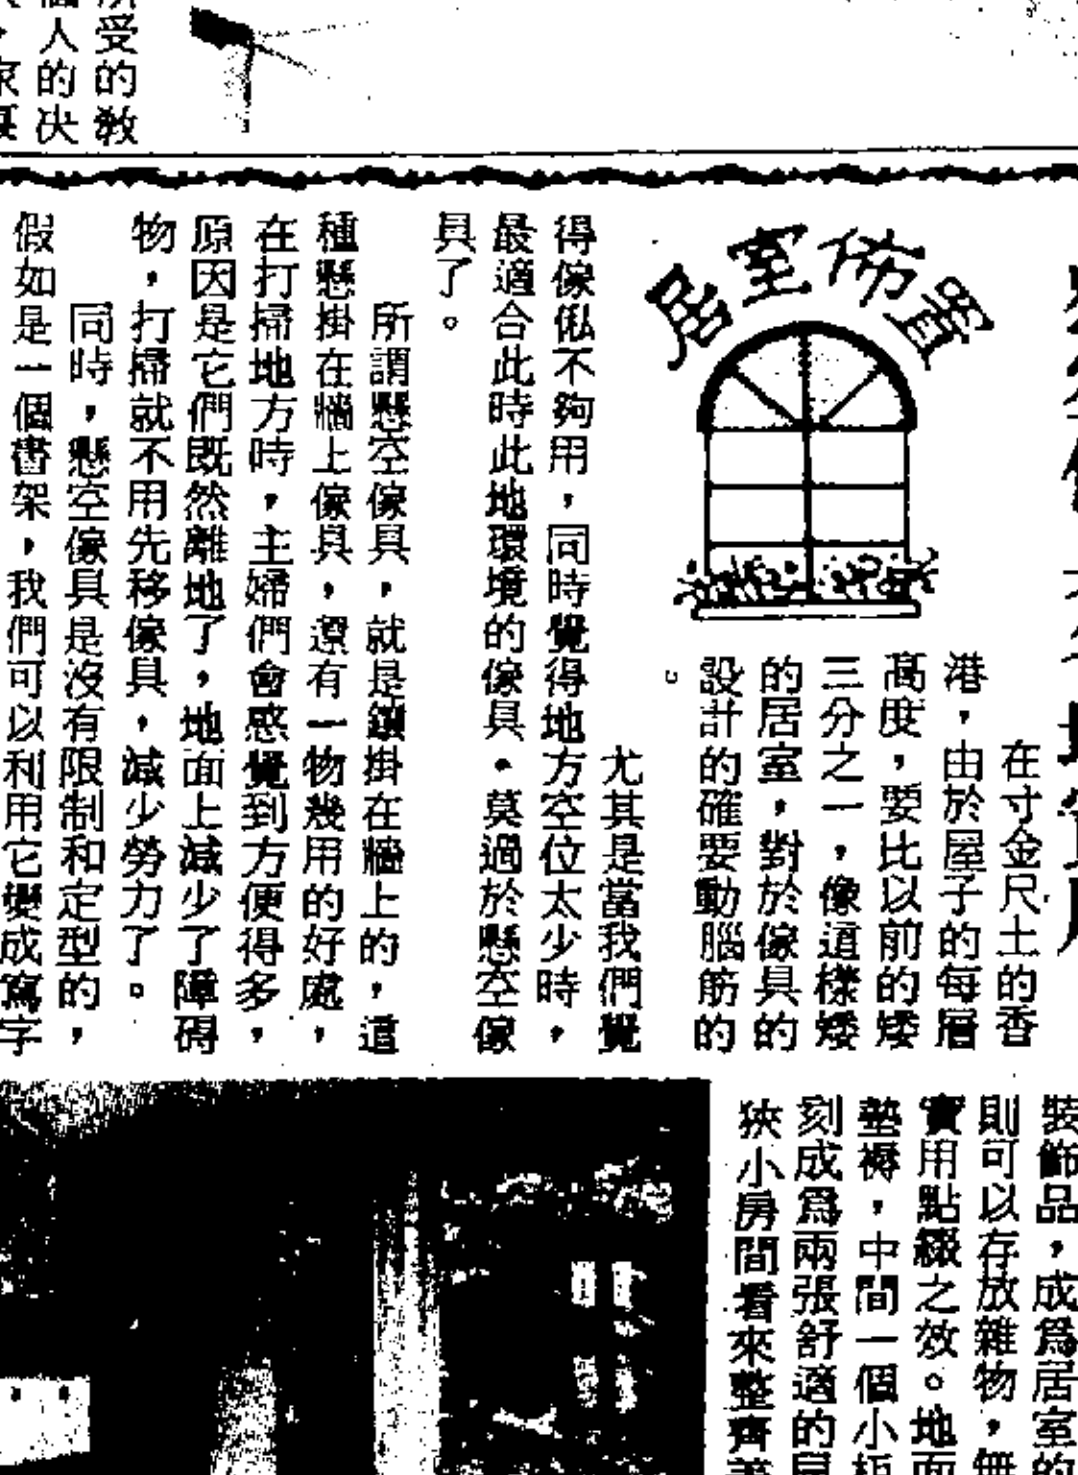 居室佈置
在寸金尺土的香
港，由於屋子的每層
高度，要比以前的矮
三分之一，像這樣矮
的居室，對於傢具的
設計的確要動腦筋的
。
尤其是當我們覺
得傢俬不夠用，同時覺得地方空位太少時，
最適合此時此地環境的傢具。莫過於懸空傢
具了。
所謂懸空傢具，就是鑲掛在牆上的，這
種懸掛在牆上傢具，還有一物幾用的好處，
在打掃地方時，主婦們會感覺到方便得多，
原因是它們既然離地了，地面上減少了障碍
物，打掃就不用先移傢具，減少勞力了。
同時，懸空傢具是沒有限制和定型的，
假如是一個書架，我們可以利用它變成寫字
裝飾品，成爲居室的
則可以存放雜物，無
實用點綴之效。地面
墊褥，中間一個小
刻成爲兩張舒適的
狹小房間看來整齊
所受的教
個人的决